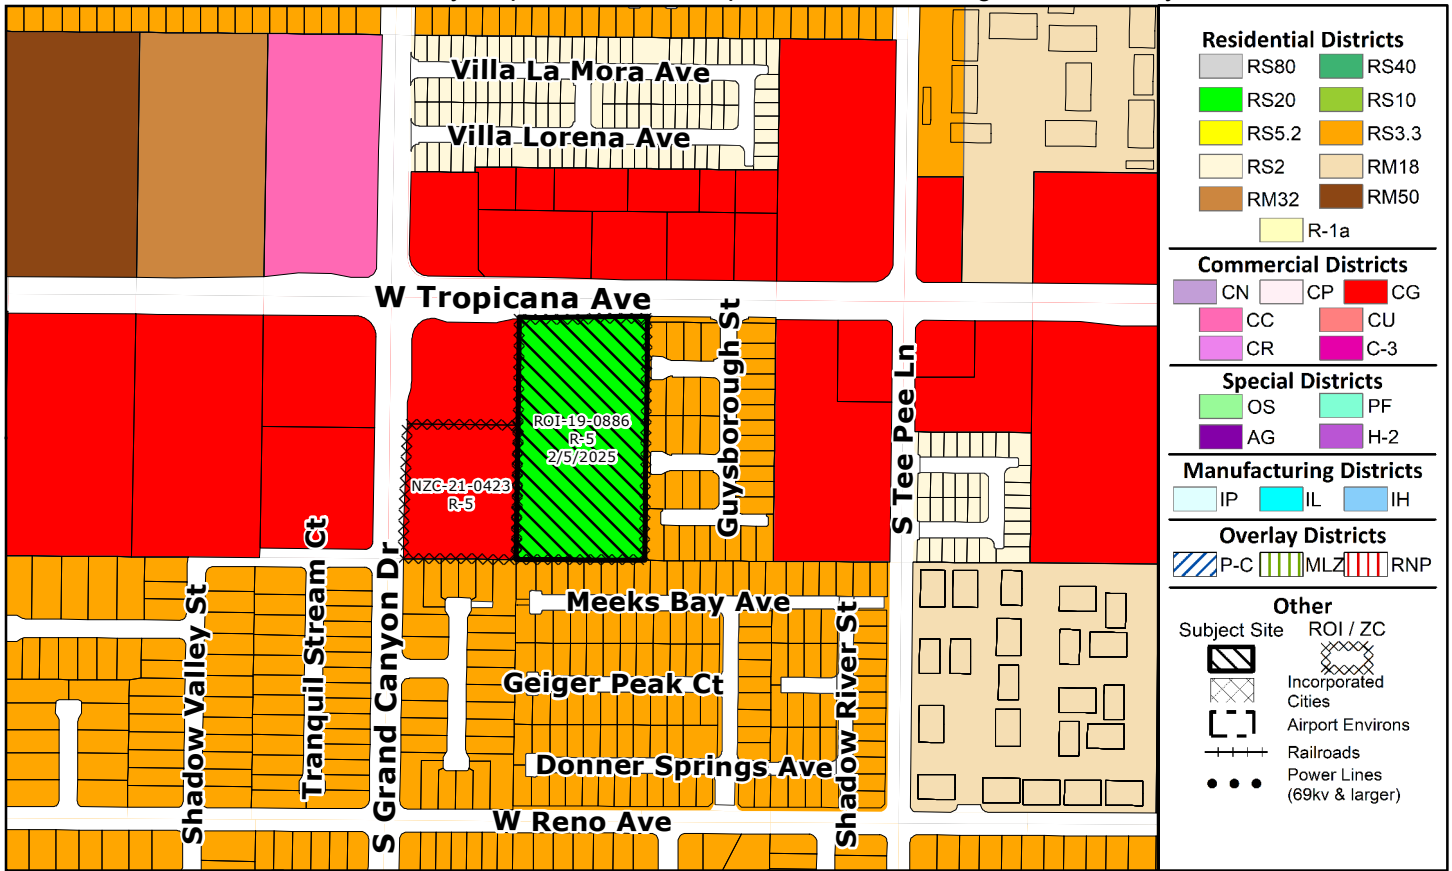 Villa La Mora Ave
Villa Lorena Ave
W Tropicana Ave
Guysborough St
S Tee Pee Ln
ROI-19-0886
R-5
2/5/2025
NZC-21-0423
R-5
Tranquil Stream Ct
S Grand Canyon Dr
Shadow Valley St
Meeks Bay Ave
Shadow River St
Geiger Peak Ct
Donner Springs Ave
W Reno Ave
Residential Districts
RS80 RS40
RS20 RS10
RS5.2 RS3.3
RS2 RM18
RM32 RM50
R-1a
Commercial Districts
CN CP CG
CC CU
CR C-3
Special Districts
OS PF
AG H-2
Manufacturing Districts
IP IL IH
Overlay Districts
P-C MLZ RNP
Other
Subject Site ROI / ZC
Incorporated
Cities
Airport Environs
Railroads
Power Lines
(69kv & larger)